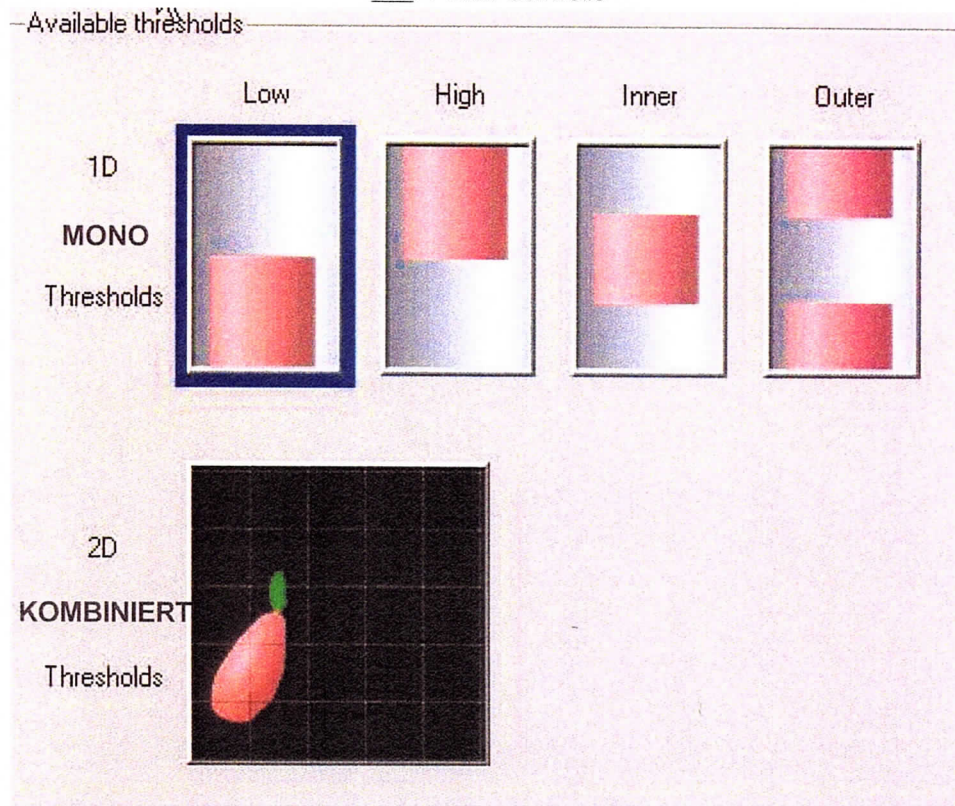 Available thresholds
Low High Inner Outer
1D
MONO
Thresholds
2D
KOMBINIERT
Thresholds